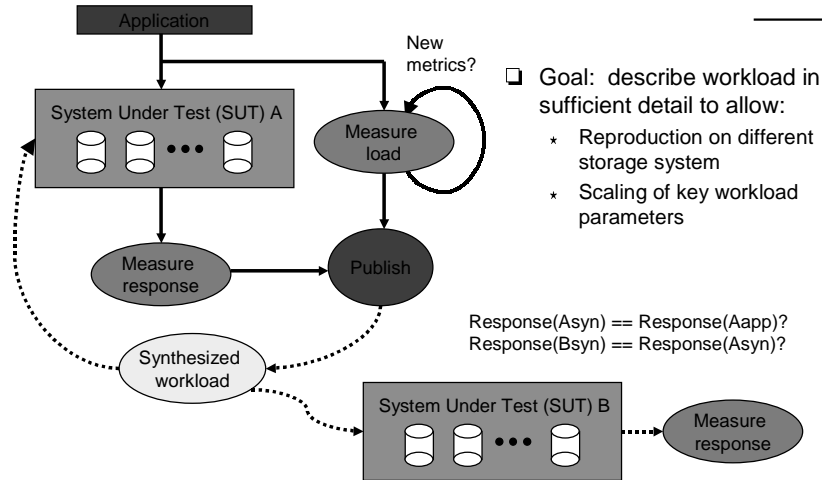 Application
New
metrics?
System Under Test (SUT) A
Measure
load
Measure
response
Publish
Synthesized
workload
❑ Goal: describe workload in
sufficient detail to allow:
★ Reproduction on different
storage system
★ Scaling of key workload
parameters
Response(Asyn) == Response(Aapp)?
Response(Bsyn) == Response(Asyn)?
System Under Test (SUT) B
Measure
response